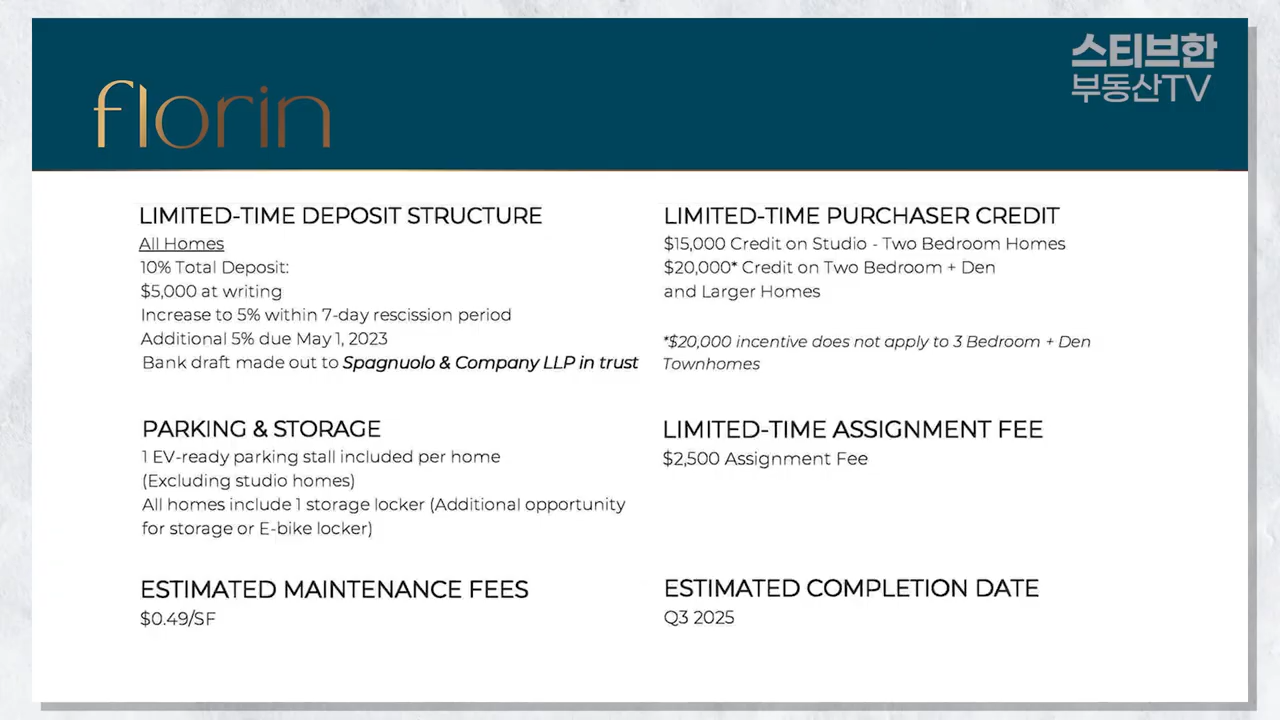 florin
스티브한
부동산TV
LIMITED-TIME DEPOSIT STRUCTURE
All Homes
10% Total Deposit:
$5,000 at writing
Increase to 5% within 7-day rescission period
Additional 5% due May 1, 2023
Bank draft made out to Spagnuolo & Company LLP in trust
LIMITED-TIME PURCHASER CREDIT
$15,000 Credit on Studio - Two Bedroom Homes
$20,000* Credit on Two Bedroom + Den
and Larger Homes
*$20,000 incentive does not apply to 3 Bedroom + Den
Townhomes
PARKING & STORAGE
1 EV-ready parking stall included per home
(Excluding studio homes)
All homes include 1 storage locker (Additional opportunity
for storage or E-bike locker)
LIMITED-TIME ASSIGNMENT FEE
$2,500 Assignment Fee
ESTIMATED MAINTENANCE FEES
$0.49/SF
ESTIMATED COMPLETION DATE
Q3 2025